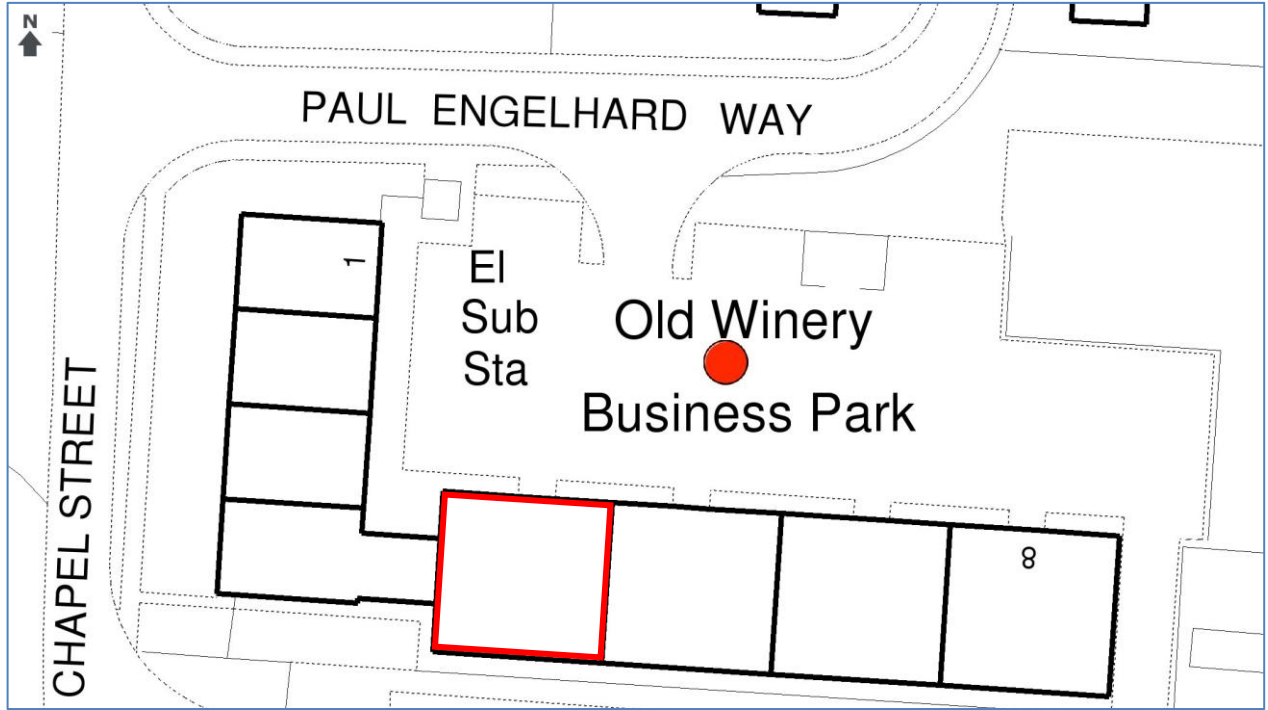 N
PAUL ENGELHARD WAY
1
El
Sub
Sta
Old Winery
Business Park
CHAPEL STREET
8